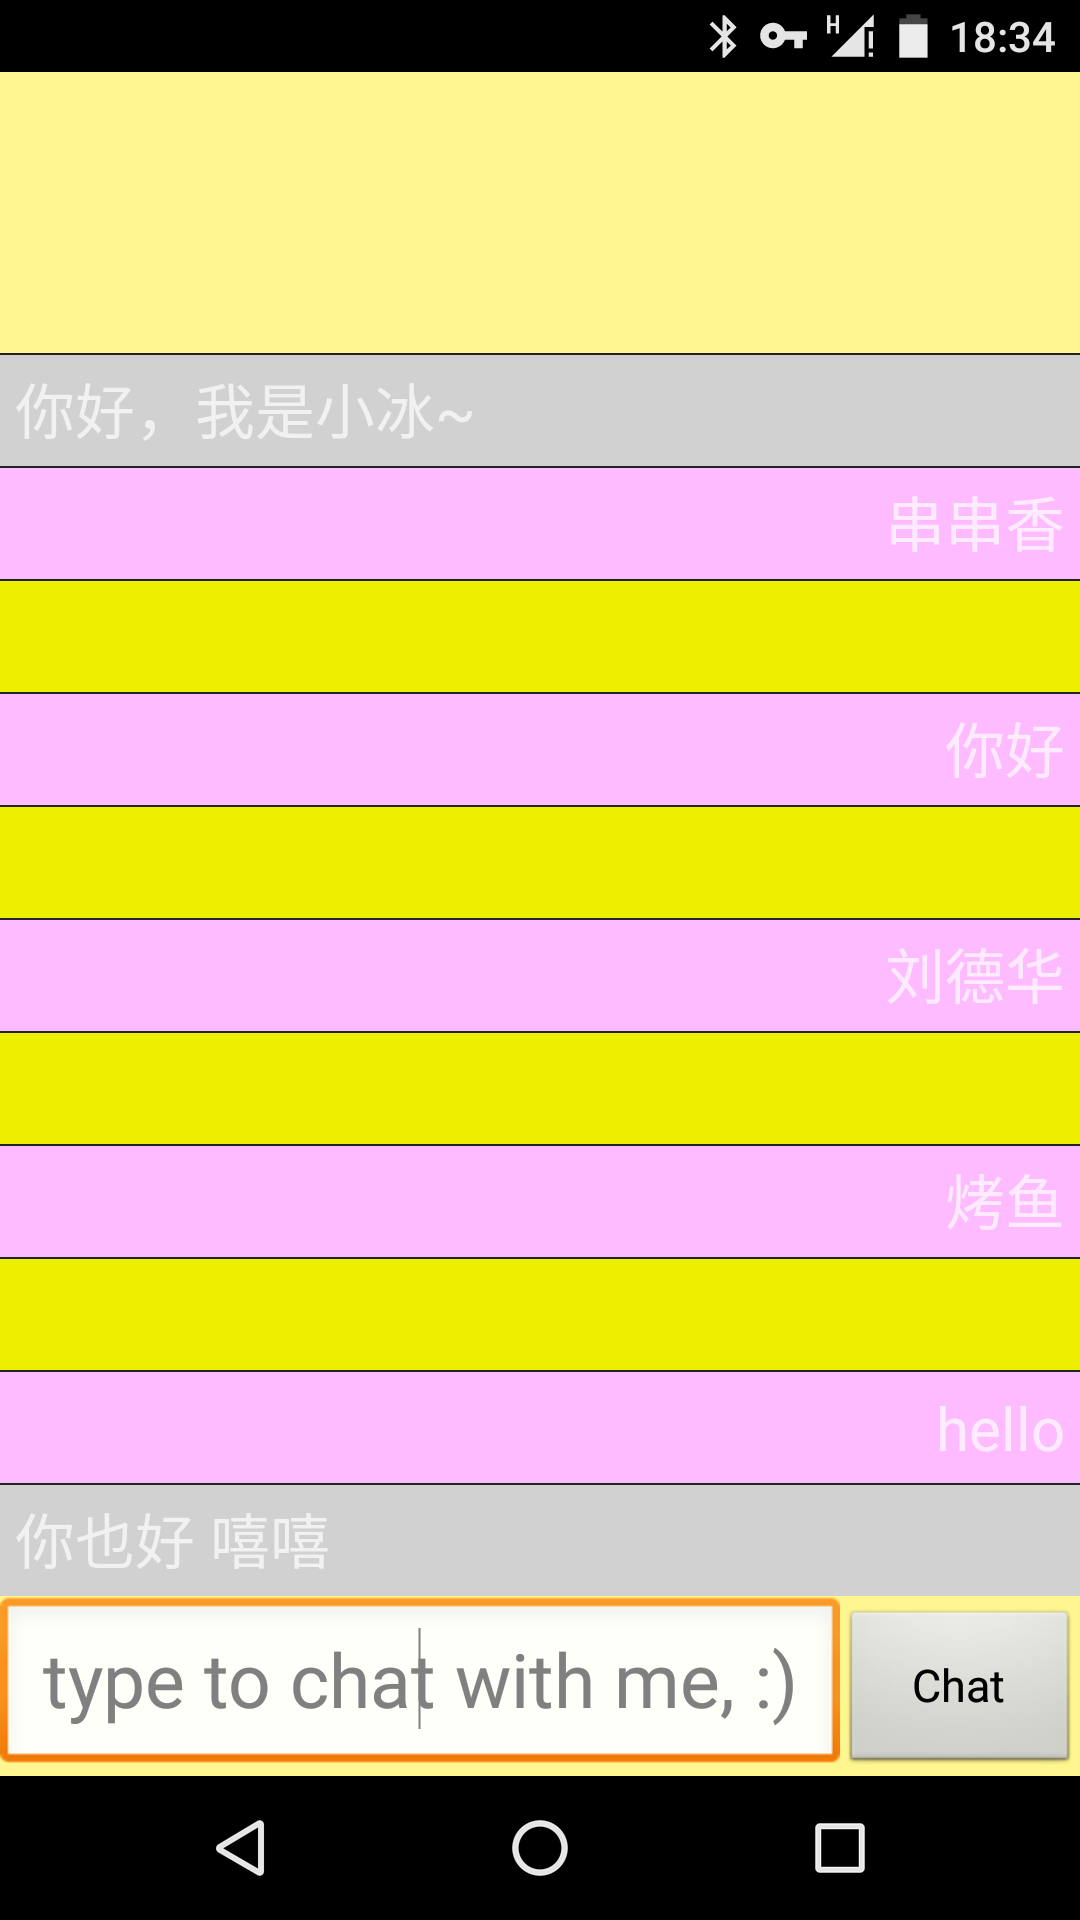 H 18:34
你好，我是小冰~
串串香
你好
刘德华
烤鱼
hello
你也好 嘻嘻
type to chat with me, :)
Chat